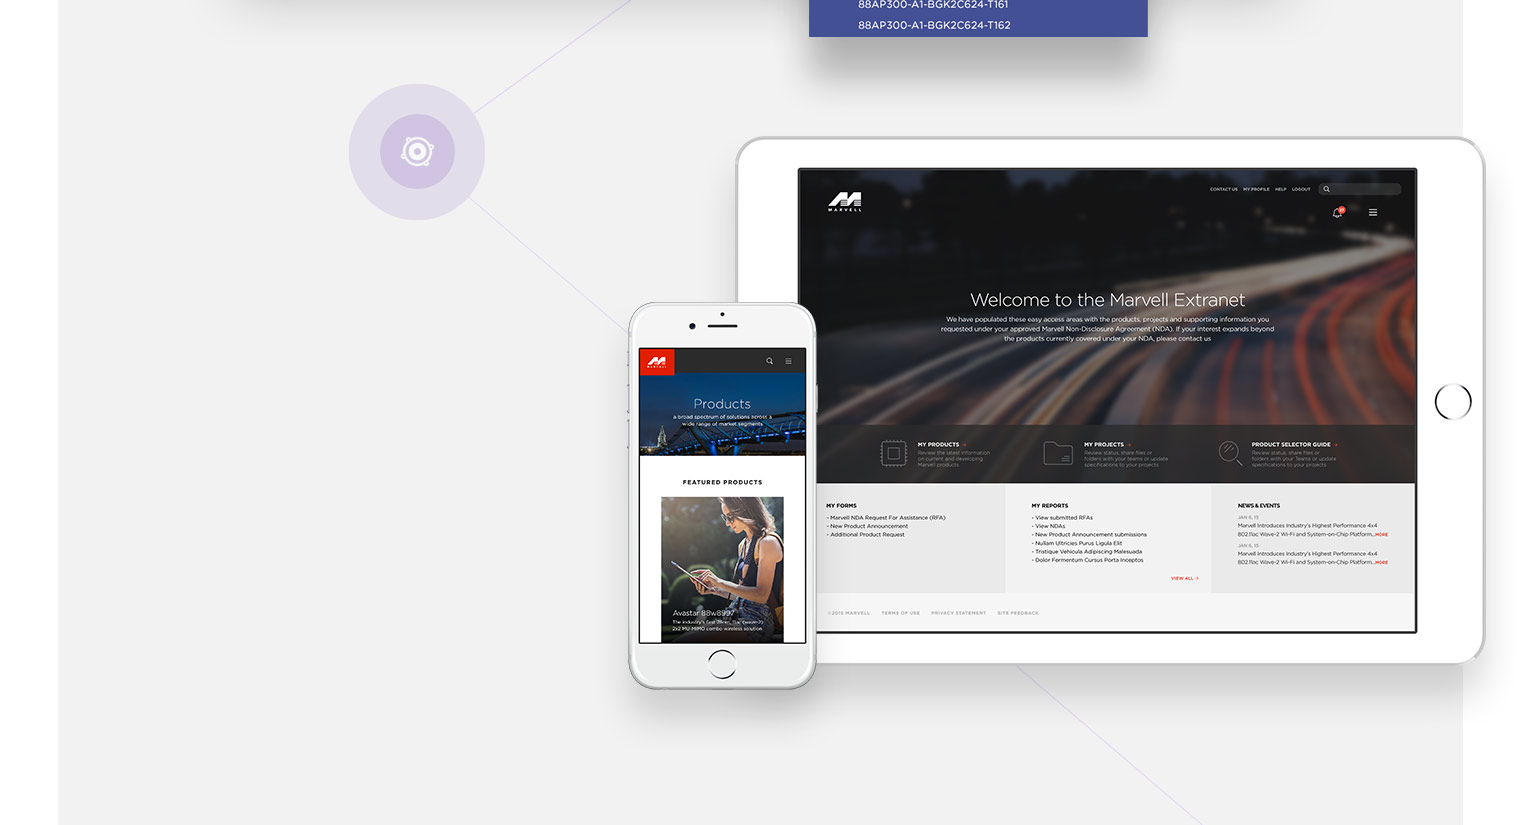 88AP300-A1-BGK2C624-T161
88AP300-A1-BGK2C624-T162
MARVELL
CONTACT US MY PROFILE HELP LOGOUT
Welcome to the Marvell Extranet
We have populated these easy access areas with the products, projects and supporting information you
requested under your approved Marvell Non-Disclosure Agreement (NDA). If your interest expands beyond
the products currently covered under your NDA, please contact us
MY PRODUCTS
Review the latest information
on current and developing
Marvell products
MY PROJECTS
Review status, share files or
folders with your teams or update
specifications to your projects
PRODUCT SELECTOR GUIDE
Review status, share files or
folders with your Teams or update
specifications to your projects
MY FORMS
- Marvell NDA Request For Assistance (RFA)
- New Product Announcement
- Additional Product Request
MY REPORTS
- View submitted RFAs
- View NDAs
- New Product Announcement submissions
- Nullam Ultricies Purus Ligula Elit
- Tristique Vehicula Adipiscing Malesuada
- Dolor Fermentum Cursus Porta Inceptos
VIEW ALL
NEWS & EVENTS
JAN 6, 15
Marvell Introduces Industry's Highest Performance 4x4
802.11ac Wave-2 Wi-Fi and System-on-Chip Platform...MORE
JAN 6, 15
Marvell Introduces Industry's Highest Performance 4x4
802.11ac Wave-2 Wi-Fi and System-on-Chip Platform...MORE
MARVELL TERMS OF USE PRIVACY STATEMENT SITE FEEDBACK
MARVELL
Products
a broad spectrum of solutions across a
wide range of market segments
FEATURED PRODUCTS
Avastar 88w8997
The industry's first 28nm, 11ac (wave-2)
2x2 MU-MIMO combo wireless solution